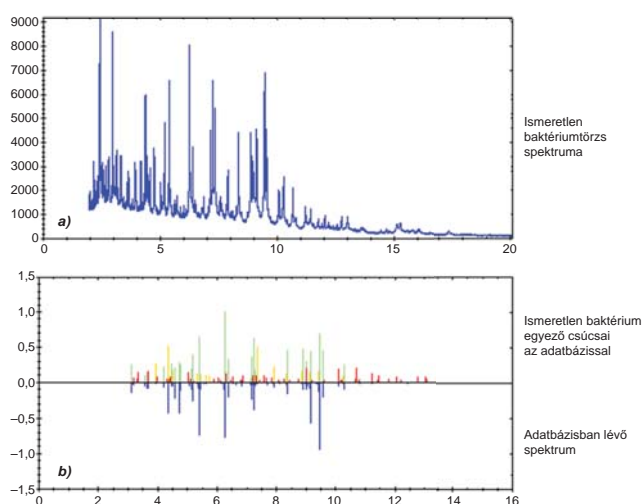 9000
8000
7000
6000
5000
4000
3000
2000
1000
0
a)
0 5 10 15 20
Ismeretlen
baktériumtörzs
spektruma
1,5
1,0
0,5
0,0
–0,5
–1,0
–1,5
b)
0 2 4 6 8 10 12 14 16
Ismeretlen baktérium
egyező csúcsai
az adatbázissal
Adatbázisban lévő
spektrum